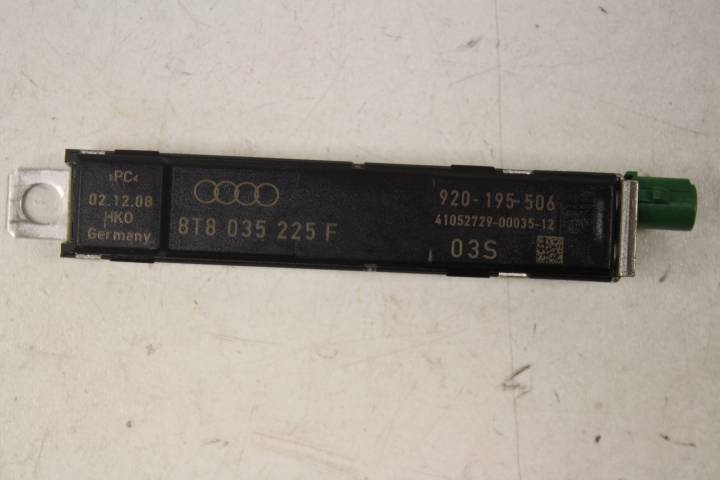 >PC<
02.12.08
HKO
Germany
8T8 035 225 F
920-195-506
41052729-00035-12
03S